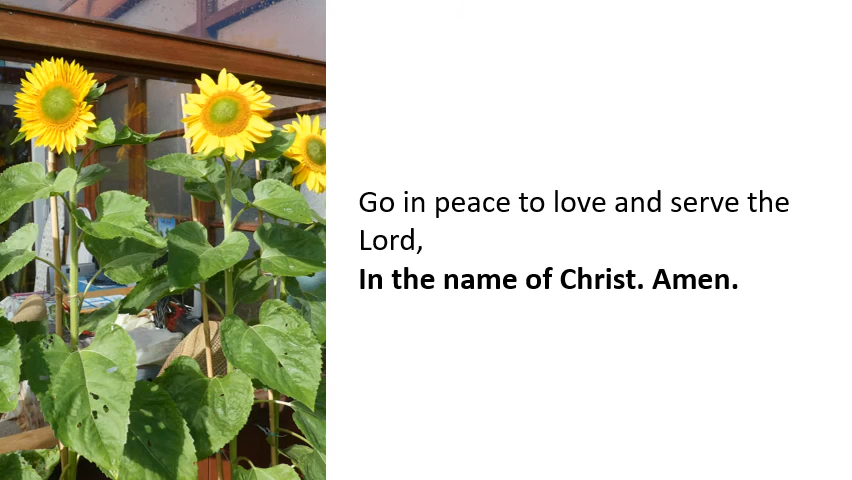 Go in peace to love and serve the
Lord,
In the name of Christ. Amen.